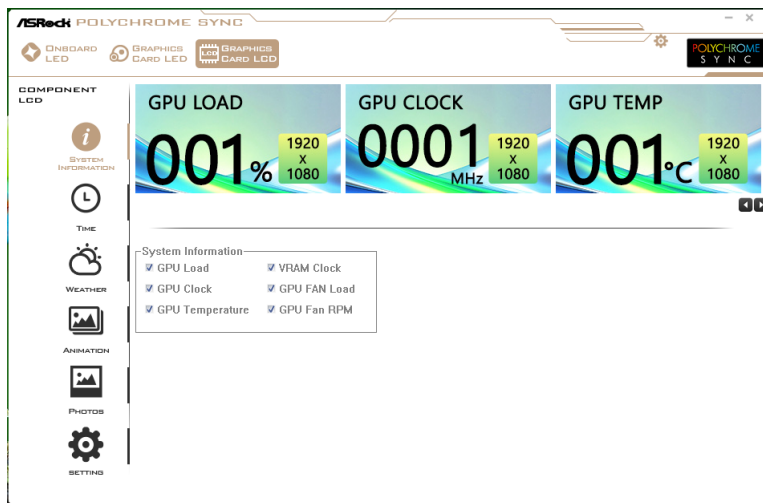 ASRock POLYCHROME SYNC
ONBOARD LED
GRAPHICS CARD LED
LCD
GRAPHICS CARD LCD
POLYCHROME
SYNC
COMPONENT
LCD
i
SYSTEM
INFORMATION
TIME
WEATHER
ANIMATION
PHOTOS
SETTING
GPU LOAD
001%
1920
x
1080
GPU CLOCK
0001
MHz
1920
x
1080
GPU TEMP
001°C
1920
x
1080
System Information
GPU Load
VRAM Clock
GPU Clock
GPU FAN Load
GPU Temperature
GPU Fan RPM